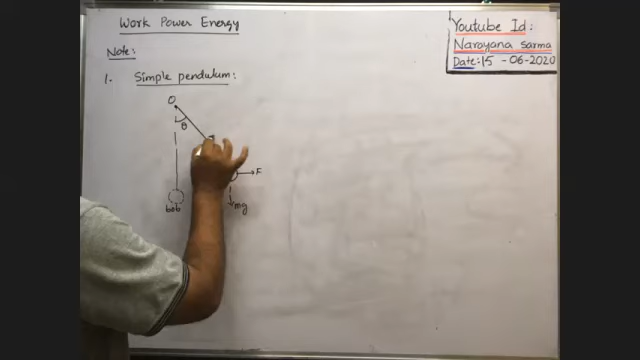 Work Power Energy
Youtube Id:
Narayana Sarma
Date: 15 - 06-2020
Note:
1. Simple pendulum:
O
θ
F
bob
mg